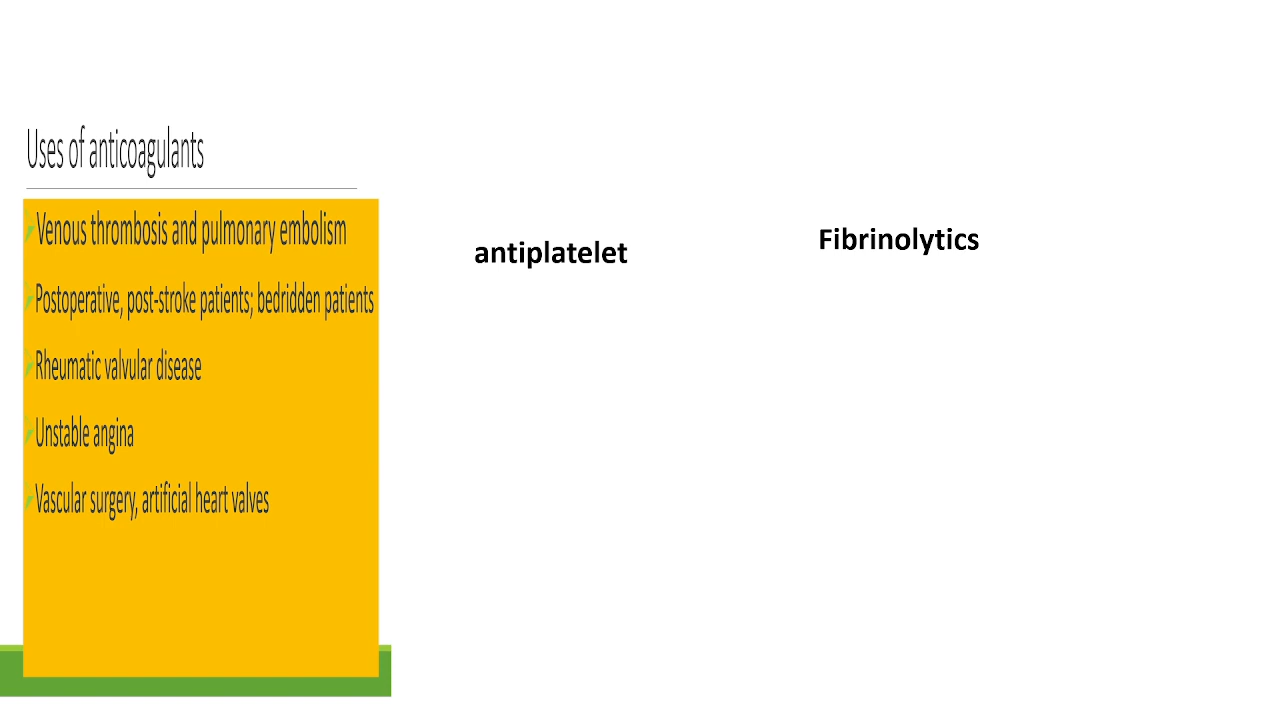 Uses of anticoagulants
Venous thrombosis and pulmonary embolism
Postoperative, post-stroke patients; bedridden patients
Rheumatic valvular disease
Unstable angina
Vascular surgery, artificial heart valves
antiplatelet
Fibrinolytics